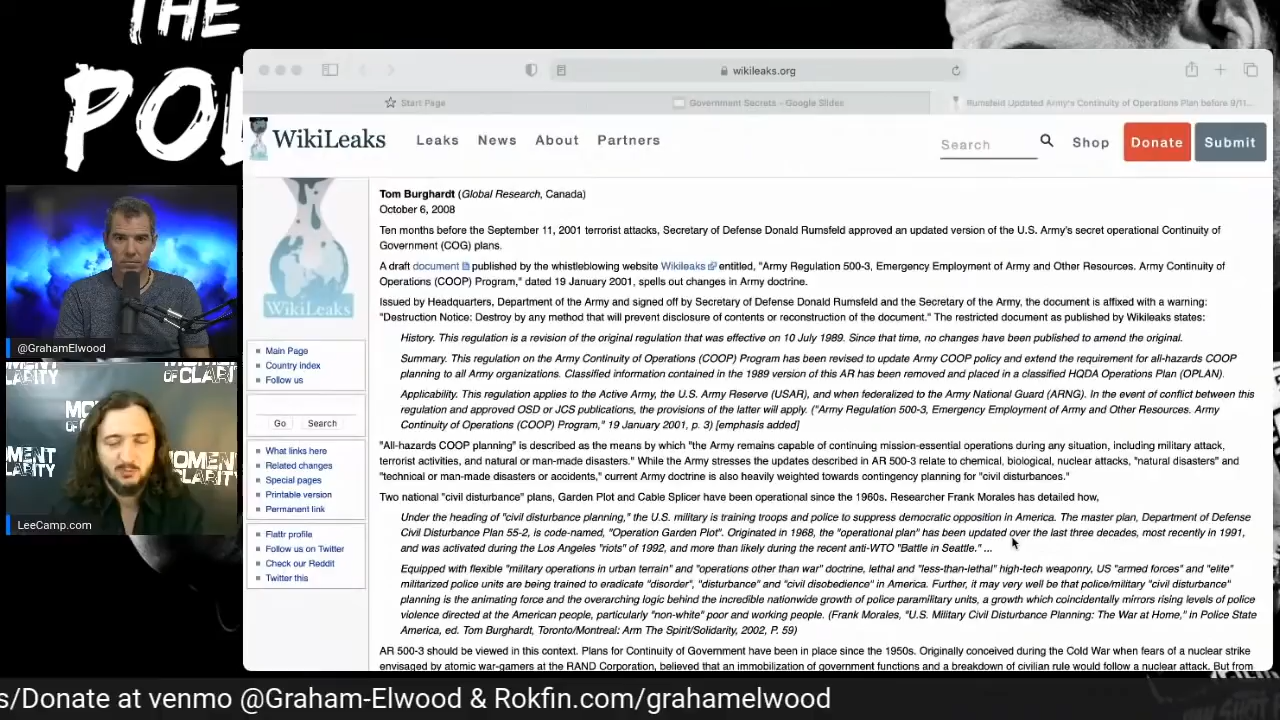 THE
POL
wikileaks.org
Start Page
Government Secrets – Google Slides
Rumsfeld Updated Army's Continuity of Operations Plan before 9/11...
WikiLeaks
Leaks News About Partners
Search
Shop
Donate
Submit
Tom Burghardt (Global Research, Canada)
October 6, 2008
Ten months before the September 11, 2001 terrorist attacks, Secretary of Defense Donald Rumsfeld approved an updated version of the U.S. Army's secret operational Continuity of
Government (COG) plans.
A draft document published by the whistleblowing website Wikileaks entitled, "Army Regulation 500-3, Emergency Employment of Army and Other Resources. Army Continuity of
Operations (COOP) Program," dated 19 January 2001, spells out changes in Army doctrine.
Issued by Headquarters, Department of the Army and signed off by Secretary of Defense Donald Rumsfeld and the Secretary of the Army, the document is affixed with a warning:
"Destruction Notice: Destroy by any method that will prevent disclosure of contents or reconstruction of the document." The restricted document as published by Wikileaks states:
History. This regulation is a revision of the original regulation that was effective on 10 July 1989. Since that time, no changes have been published to amend the original.
Summary. This regulation on the Army Continuity of Operations (COOP) Program has been revised to update Army COOP policy and extend the requirement for all-hazards COOP
planning to all Army organizations. Classified information contained in the 1989 version of this AR has been removed and placed in a classified HQDA Operations Plan (OPLAN).
Applicability. This regulation applies to the Active Army, the U.S. Army Reserve (USAR), and when federalized to the Army National Guard (ARNG). In the event of conflict between this
regulation and approved OSD or JCS publications, the provisions of the latter will apply. ("Army Regulation 500-3, Emergency Employment of Army and Other Resources. Army
Continuity of Operations (COOP) Program," 19 January 2001, p. 3) [emphasis added]
"All-hazards COOP planning" is described as the means by which "the Army remains capable of continuing mission-essential operations during any situation, including military attack,
terrorist activities, and natural or man-made disasters." While the Army stresses the updates described in AR 500-3 relate to chemical, biological, nuclear attacks, "natural disasters" and
"technical or man-made disasters or accidents," current Army doctrine is also heavily weighted towards contingency planning for "civil disturbances."
Two national "civil disturbance" plans, Garden Plot and Cable Splicer have been operational since the 1960s. Researcher Frank Morales has detailed how,
Under the heading of "civil disturbance planning," the U.S. military is training troops and police to suppress democratic opposition in America. The master plan, Department of Defense
Civil Disturbance Plan 55-2, is code-named, "Operation Garden Plot". Originated in 1968, the "operational plan" has been updated over the last three decades, most recently in 1991,
and was activated during the Los Angeles "riots" of 1992, and more than likely during the recent anti-WTO "Battle in Seattle." ...
Equipped with flexible "military operations in urban terrain" and "operations other than war" doctrine, lethal and "less-than-lethal" high-tech weaponry, US "armed forces" and "elite"
militarized police units are being trained to eradicate "disorder", "disturbance" and "civil disobedience" in America. Further, it may very well be that police/military "civil disturbance"
planning is the animating force and the overarching logic behind the incredible nationwide growth of police paramilitary units, a growth which coincidentally mirrors rising levels of police
violence directed at the American people, particularly "non-white" poor and working people. (Frank Morales, "U.S. Military Civil Disturbance Planning: The War at Home," in Police State
America, ed. Tom Burghardt, Toronto/Montreal: Arm The Spirit/Solidarity, 2002, P. 59)
AR 500-3 should be viewed in this context. Plans for Continuity of Government have been in place since the 1950s. Originally conceived during the Cold War when fears of a nuclear strike
envisaged by atomic war-gamers at the RAND Corporation, believed that an immobilization of government functions and a breakdown of civilian rule would follow a nuclear attack. But from
WikiLeaks
Main Page
Country index
Follow us
Go
Search
What links here
Related changes
Special pages
Printable version
Permanent link
Flattr profile
Follow us on Twitter
Check our Reddit
Twitter this
@GrahamElwood
MOMENT
OF CLARITY
LeeCamp.com
s/Donate at venmo @Graham-Elwood & Rokfin.com/grahamelwood